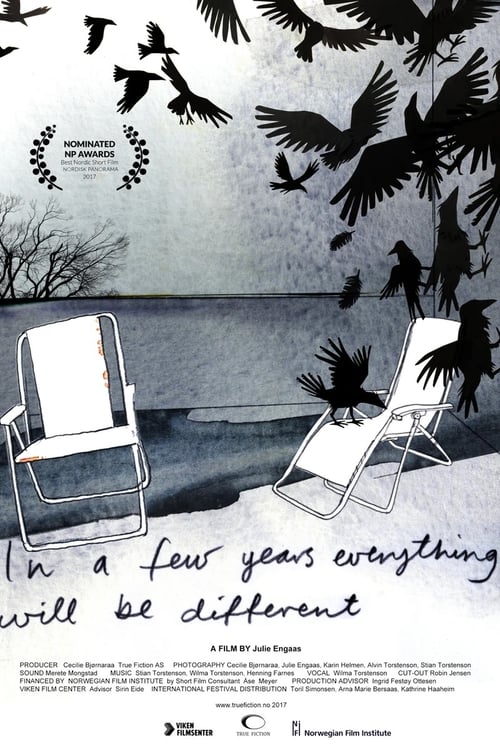 NOMINATED
NP AWARDS
Best Nordic Short Film
NORDISK PANORAMA
2017
In a few years everything
will be different
A FILM BY Julie Engaas
PRODUCER Cecilie Bjørnaraa True Fiction AS PHOTOGRAPHY Cecilie Bjørnaraa, Julie Engaas, Karin Helmen, Alvin Torstenson, Stian Torstenson
SOUND Merete Mongstad MUSIC Stian Torstenson, Wilma Torstenson, Henning Farnes VOCAL Wilma Torstenson CUT-OUT Robin Jensen
FINANCED BY NORWEGIAN FILM INSTITUTE by Short Film Consultant Åse Meyer PRODUCTION ADVISOR Ingrid Festøy Ottesen
VIKEN FILM CENTER Advisor Sirin Eide INTERNATIONAL FESTIVAL DISTRIBUTION Toril Simonsen, Arna Marie Bersaas, Kathrine Haaheim
www.truefiction.no 2017
VIKEN
FILMSENTER
TRUE FICTION
NFI
Norwegian Film Institute